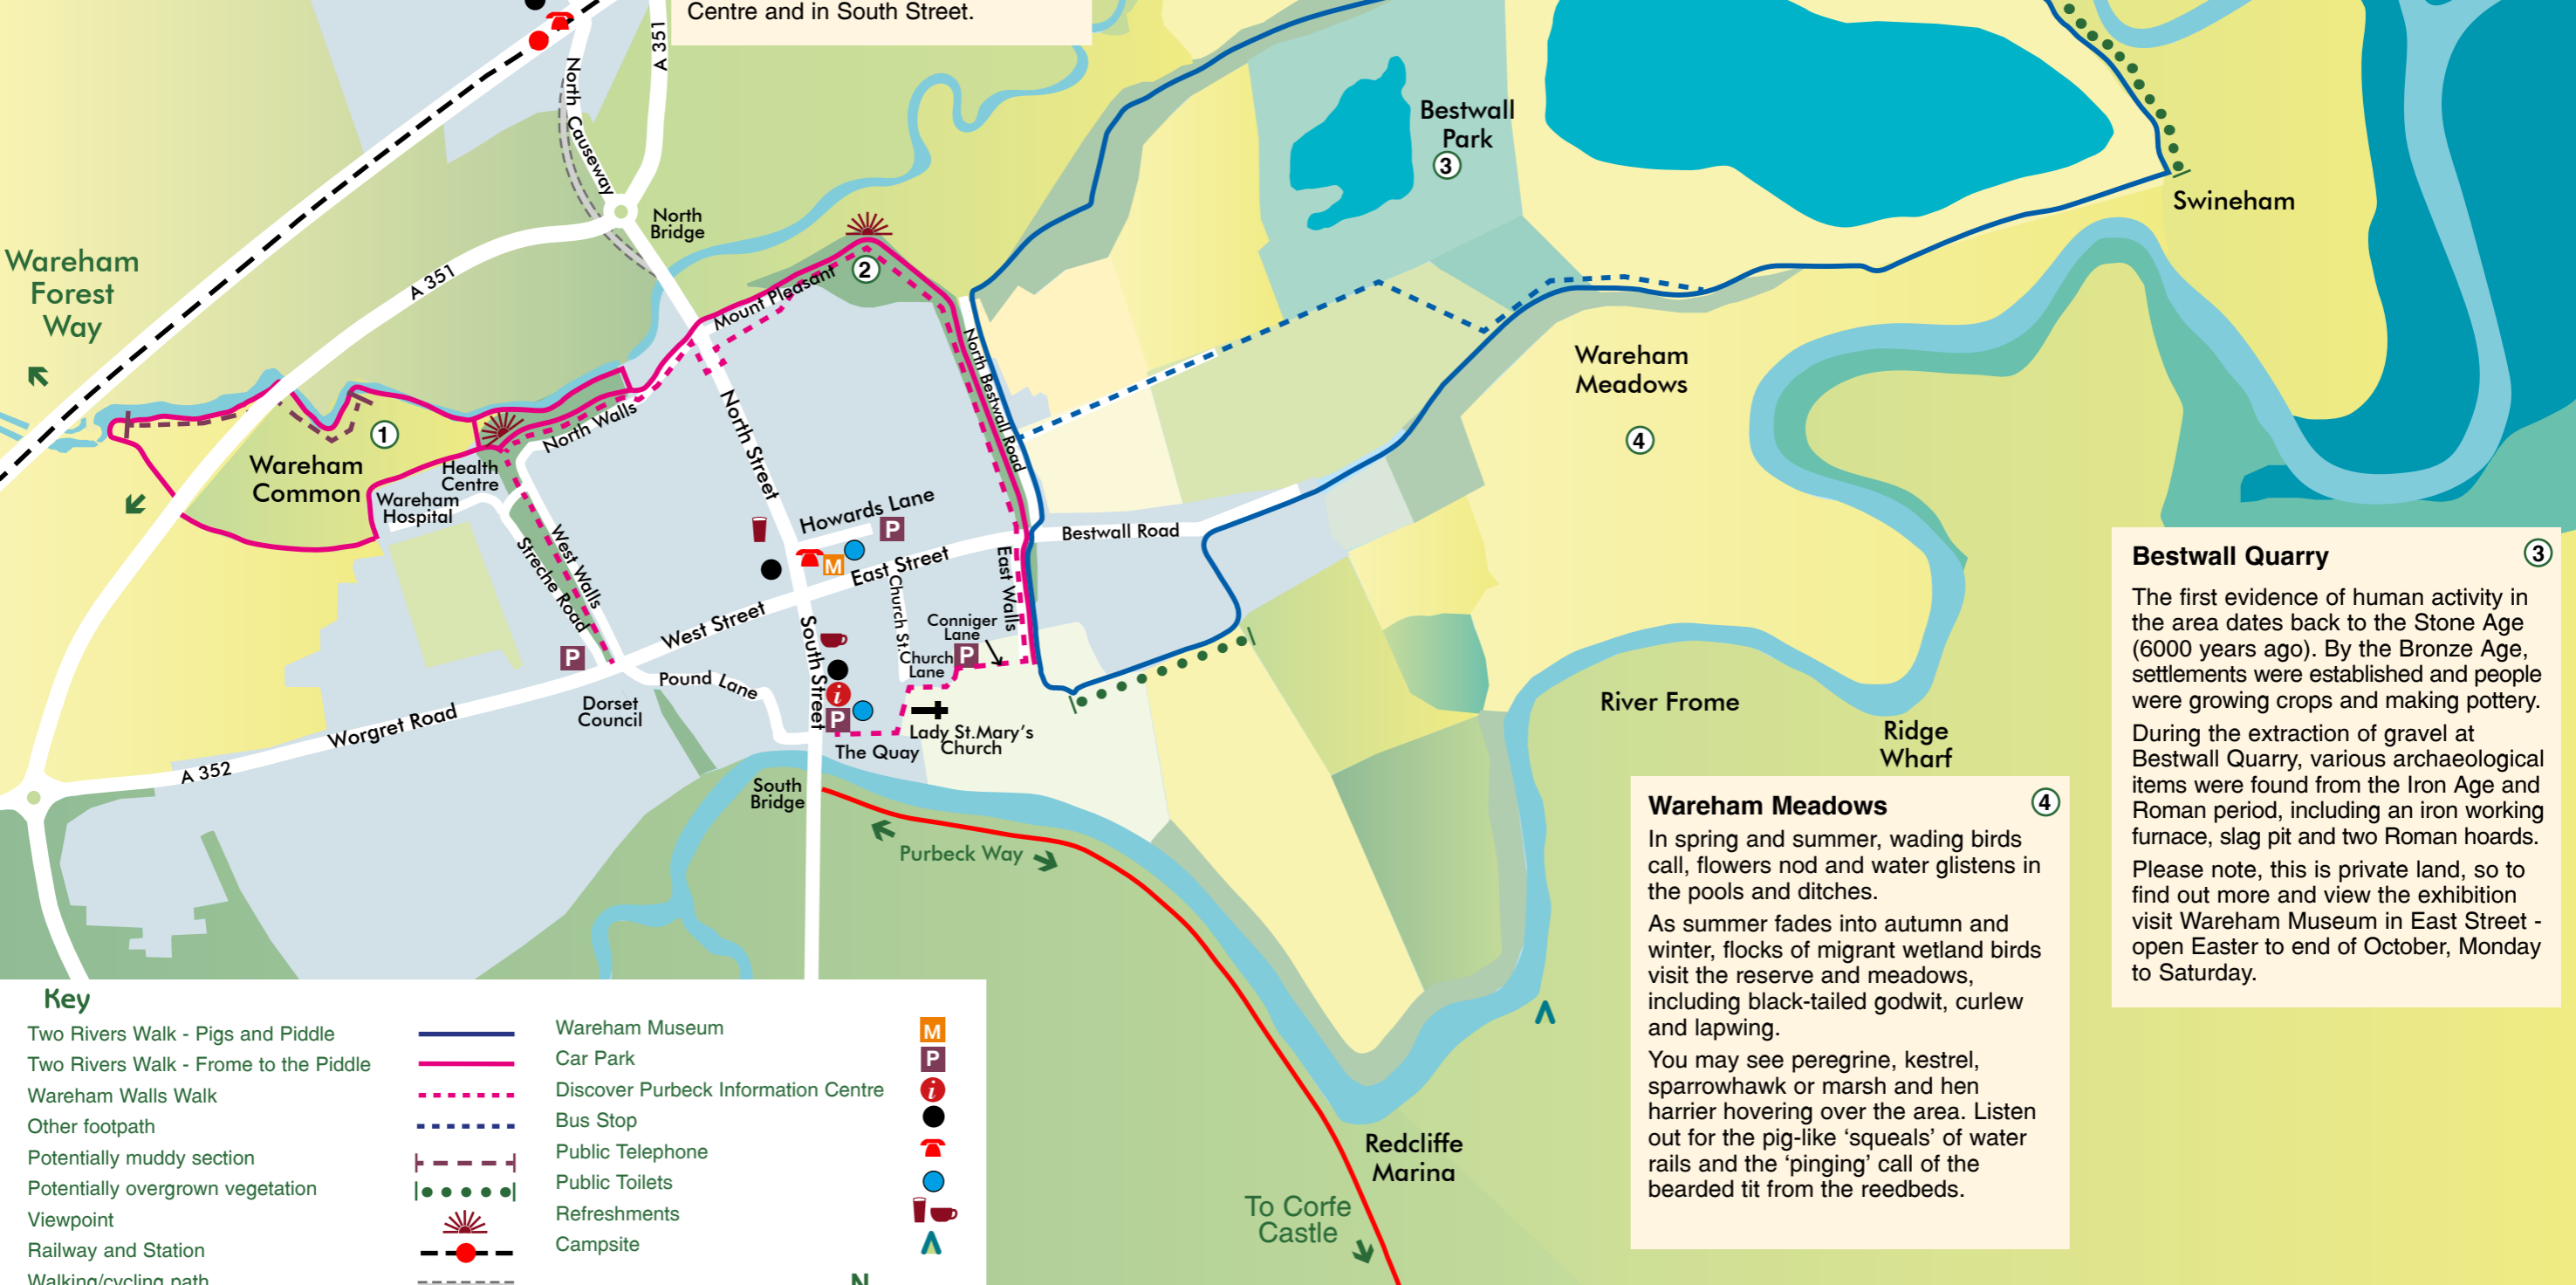 Centre and in South Street.
A 351
North Causeway
North
Bridge
A 351
Wareham
Forest
Way
Bestwall
Park
3
Swineham
2
Mount Pleasant
North Bestwall Road
Wareham
Meadows
4
1
Wareham
Common
North Walls
Health
Centre
Wareham
Hospital
North Street
Howards Lane
P
M
East Street
Bestwall Road
East Walls
West Walls
Streche Road
West Street
Church St.
Conniger
Lane
P
Church
Lane
P
South Street
Pound Lane
i
P
Dorset
Council
Worgret Road
A 352
Lady St.Mary's
Church
The Quay
South
Bridge
Purbeck Way
River Frome
Ridge
Wharf
Redcliffe
Marina
To Corfe
Castle
Bestwall Quarry
3
The first evidence of human activity in
the area dates back to the Stone Age
(6000 years ago). By the Bronze Age,
settlements were established and people
were growing crops and making pottery.
During the extraction of gravel at
Bestwall Quarry, various archaeological
items were found from the Iron Age and
Roman period, including an iron working
furnace, slag pit and two Roman hoards.
Please note, this is private land, so to
find out more and view the exhibition
visit Wareham Museum in East Street -
open Easter to end of October, Monday
to Saturday.
Wareham Meadows
4
In spring and summer, wading birds
call, flowers nod and water glistens in
the pools and ditches.
As summer fades into autumn and
winter, flocks of migrant wetland birds
visit the reserve and meadows,
including black-tailed godwit, curlew
and lapwing.
You may see peregrine, kestrel,
sparrowhawk or marsh and hen
harrier hovering over the area. Listen
out for the pig-like ‘squeals’ of water
rails and the ‘pinging’ call of the
bearded tit from the reedbeds.
Key
Two Rivers Walk - Pigs and Piddle
Two Rivers Walk - Frome to the Piddle
Wareham Walls Walk
Other footpath
Potentially muddy section
Potentially overgrown vegetation
Viewpoint
Railway and Station
Walking/cycling path
Wareham Museum
M
Car Park
P
Discover Purbeck Information Centre
i
Bus Stop
Public Telephone
Public Toilets
Refreshments
Campsite
N